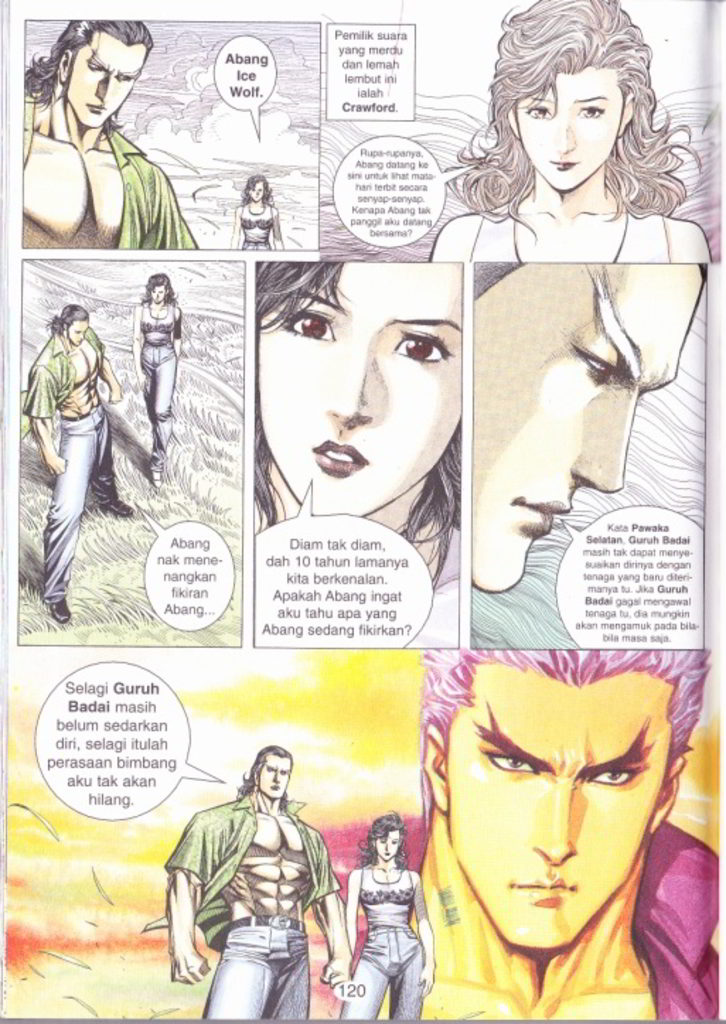 Abang
Ice
Wolf.
Pemilik suara
yang merdu
dan lemah
lembut ini
ialah
Crawford.
Rupa-rupanya,
Abang datang ke
sini untuk lihat mata-
hari terbit secara
senyap-senyap.
Kenapa Abang tak
panggil aku datang
bersama?
Abang
nak mene-
nangkan
fikiran
Abang...
Diam tak diam,
dah 10 tahun lamanya
kita berkenalan.
Apakah Abang ingat
aku tahu apa yang
Abang sedang fikirkan?
Kata Pawaka
Selatan, Guruh Badai
masih tak dapat menye-
suaikan dirinya dengan
tenaga yang baru diteri-
manya tu. Jika Guruh
Badai gagal mengawal
tenaga tu, dia mungkin
akan mengamuk pada bila-
bila masa saja.
Selagi Guruh
Badai masih
belum sedarkan
diri, selagi itulah
perasaan bimbang
aku tak akan
hilang.
120